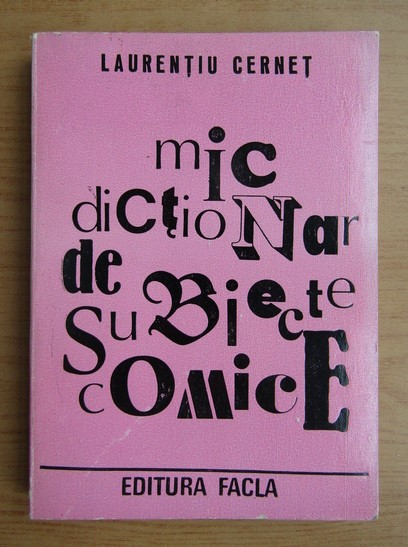 LAURENȚIU CERNEȚ
mic
dicționar
de
suBiecte
comicE
EDITURA FACLA